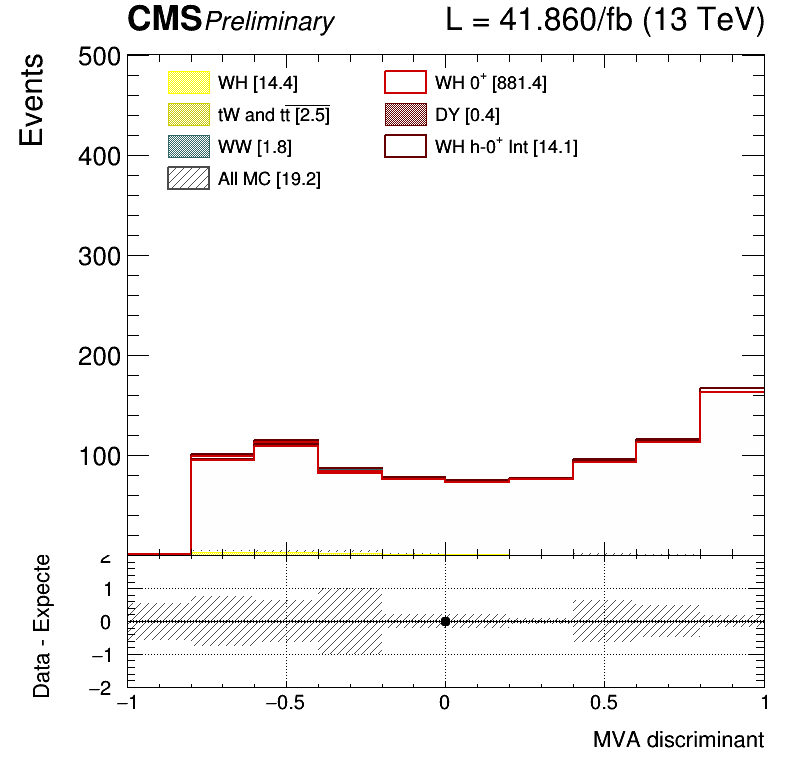 CMS Preliminary L = 41.860/fb (13 TeV)
Events
500
400
300
200
100
WH [14.4]
WH 0⁺ [881.4]
tW and tt̅ [2.5]
DY [0.4]
WW [1.8]
WH h-0⁺ Int [14.1]
All MC [19.2]
Data - Expecte
2
1
0
−1
−2
−1 −0.5 0 0.5 1
MVA discriminant